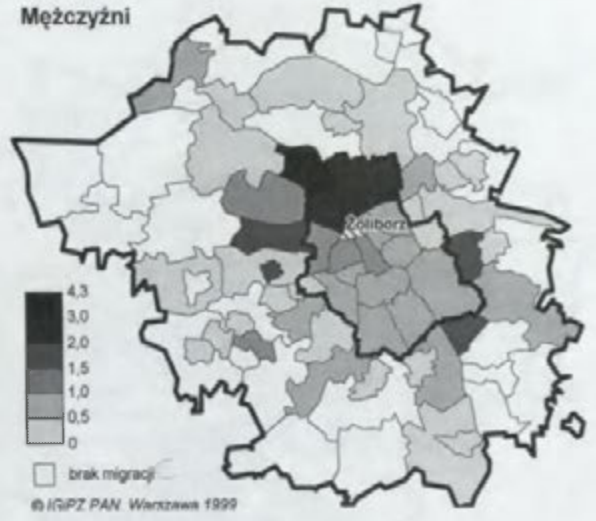 Mężczyźni
Żoliborz
4,3
3,0
2,0
1,5
1,0
0,5
0
brak migracji
© IGiPZ PAN. Warszawa 1999